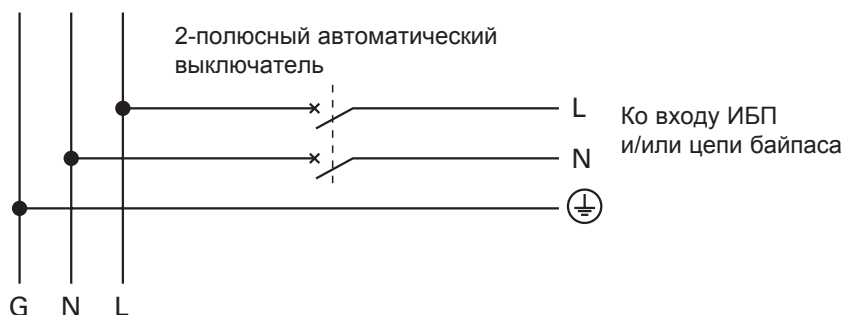 2-полюсный автоматический
выключатель
L
Ко входу ИБП
и/или цепи байпаса
N
G N L